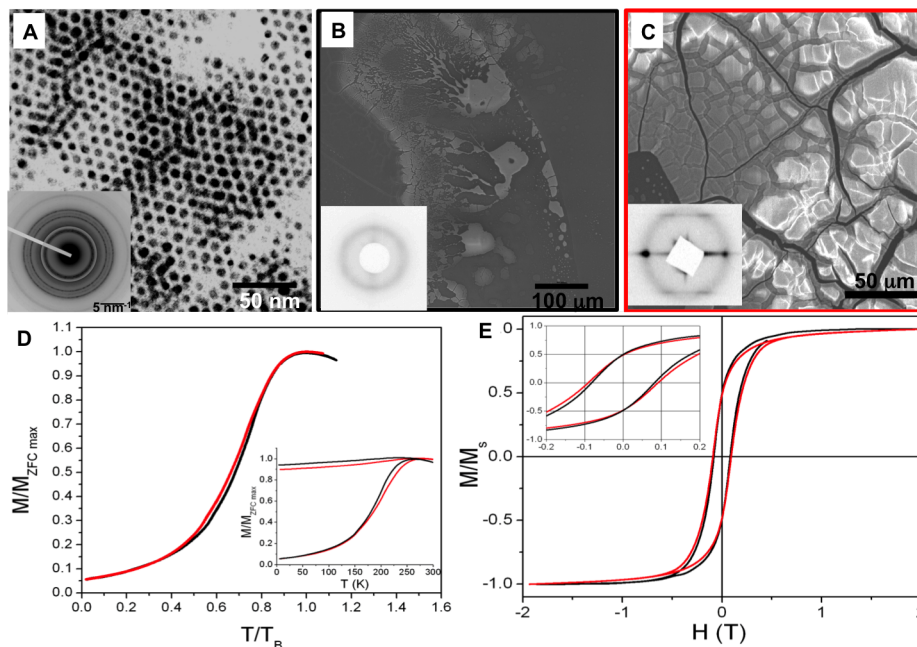 A
5 nm⁻¹
50 nm
B
100 µm
C
50 µm
D
1.1
1.0
0.9
0.8
0.7
0.6
0.5
0.4
0.3
0.2
0.1
0.0
M/M_ZFC max
0.0 0.2 0.4 0.6 0.8 1.0 1.2 1.4 1.6
T/T_B
1.0
0.8
0.6
0.4
0.2
0.0
M/M_ZFC max
0 50 100 150 200 250 300
T (K)
E
0
0.5
0.0
-0.5
-1.0
M/M_s
-2 -1 0 1 2
H (T)
1.0
0.5
0.0
-0.5
-1.0
-0.2 -0.1 0.0 0.1 0.2